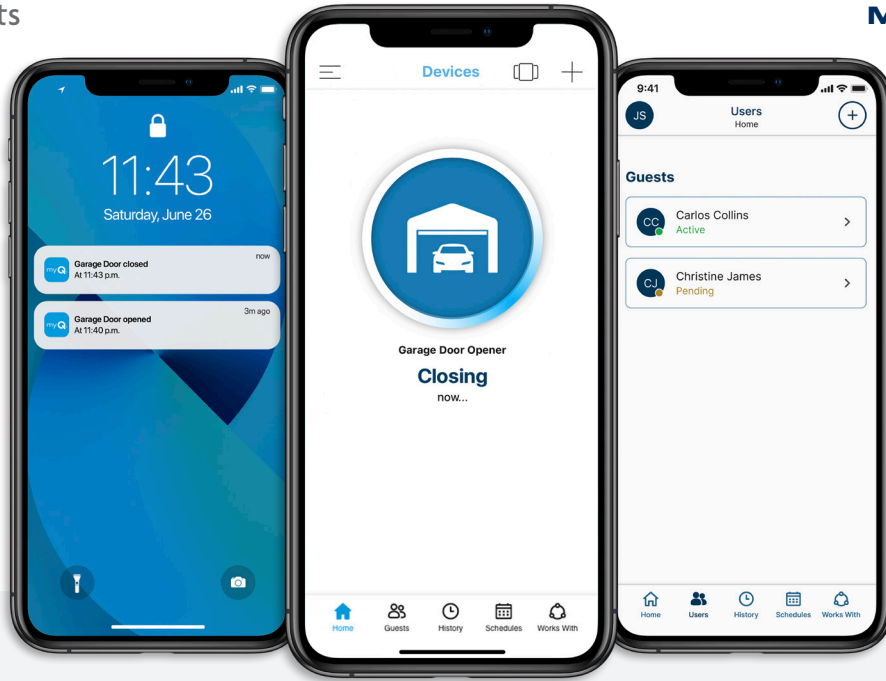 ts
M
11:43
Saturday, June 26
myQ
Garage Door closed
now
At 11:43 p.m.
myQ
Garage Door opened
3m ago
At 11:40 p.m.
Devices
Garage Door Opener
Closing
now...
Home
Guests
History
Schedules
Works With
9:41
JS
Users
Home
Guests
CC
Carlos Collins
Active
CJ
Christine James
Pending
Home
Users
History
Schedules
Works With